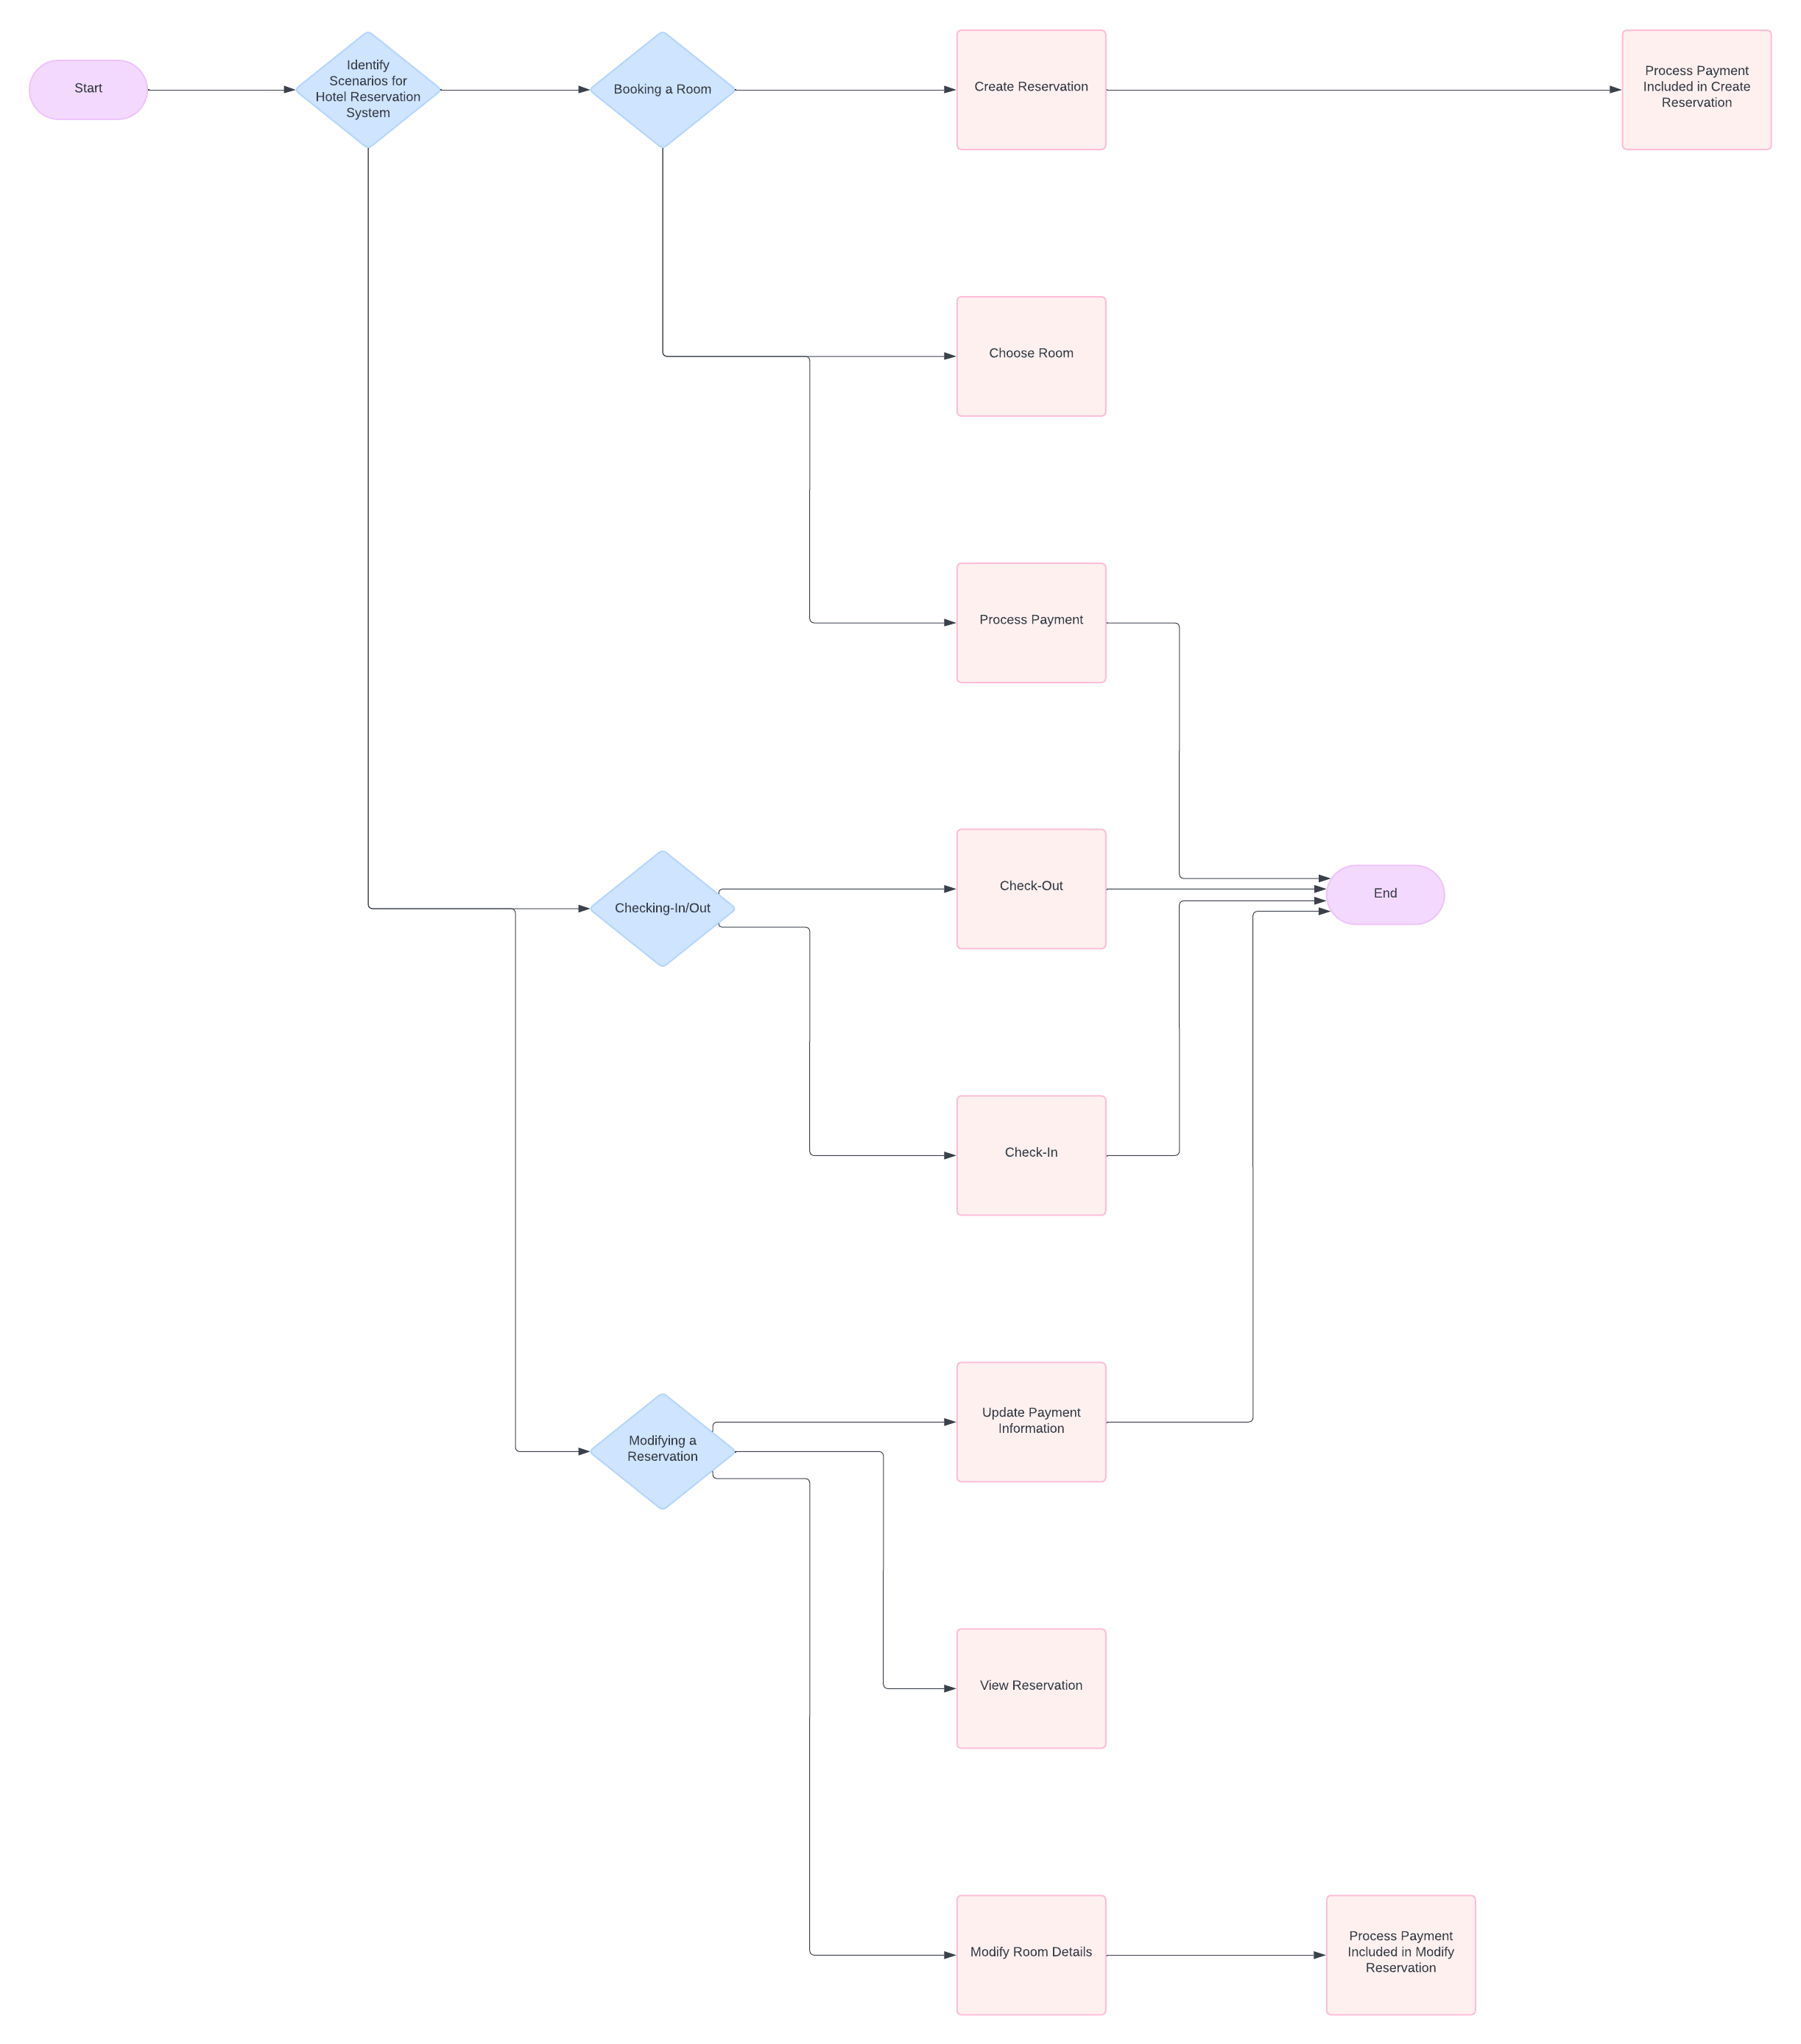 Start
Identify
Scenarios for
Hotel Reservation
System
Booking a Room
Create Reservation
Process Payment
Included in Create
Reservation
Choose Room
Process Payment
Check-Out
End
Checking-In/Out
Check-In
Update Payment
Information
Modifying a
Reservation
View Reservation
Modify Room Details
Process Payment
Included in Modify
Reservation